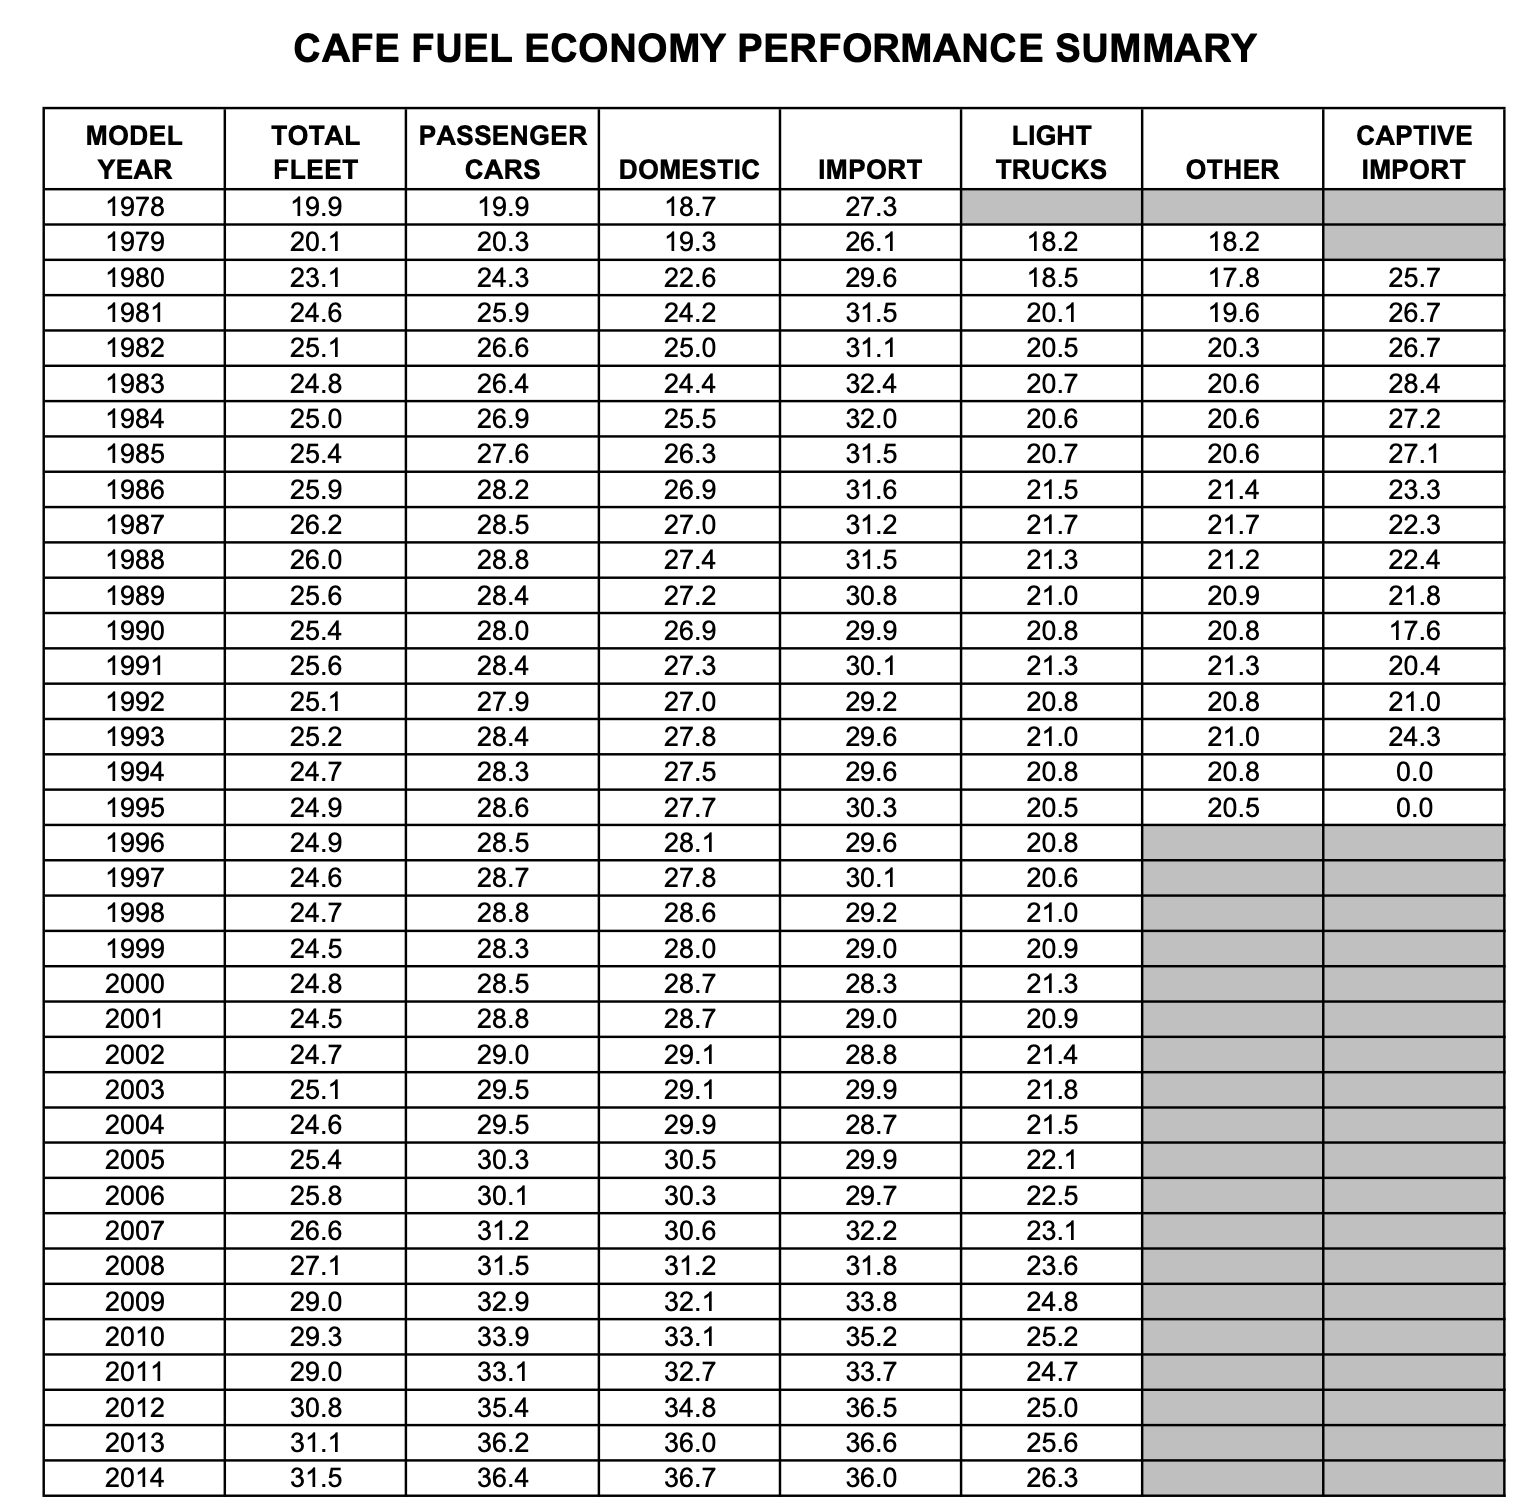 CAFE FUEL ECONOMY PERFORMANCE SUMMARY
MODEL YEAR TOTAL FLEET PASSENGER CARS DOMESTIC IMPORT LIGHT TRUCKS OTHER CAPTIVE IMPORT
1978 19.9 19.9 18.7 27.3
1979 20.1 20.3 19.3 26.1 18.2 18.2
1980 23.1 24.3 22.6 29.6 18.5 17.8 25.7
1981 24.6 25.9 24.2 31.5 20.1 19.6 26.7
1982 25.1 26.6 25.0 31.1 20.5 20.3 26.7
1983 24.8 26.4 24.4 32.4 20.7 20.6 28.4
1984 25.0 26.9 25.5 32.0 20.6 20.6 27.2
1985 25.4 27.6 26.3 31.5 20.7 20.6 27.1
1986 25.9 28.2 26.9 31.6 21.5 21.4 23.3
1987 26.2 28.5 27.0 31.2 21.7 21.7 22.3
1988 26.0 28.8 27.4 31.5 21.3 21.2 22.4
1989 25.6 28.4 27.2 30.8 21.0 20.9 21.8
1990 25.4 28.0 26.9 29.9 20.8 20.8 17.6
1991 25.6 28.4 27.3 30.1 21.3 21.3 20.4
1992 25.1 27.9 27.0 29.2 20.8 20.8 21.0
1993 25.2 28.4 27.8 29.6 21.0 21.0 24.3
1994 24.7 28.3 27.5 29.6 20.8 20.8 0.0
1995 24.9 28.6 27.7 30.3 20.5 20.5 0.0
1996 24.9 28.5 28.1 29.6 20.8
1997 24.6 28.7 27.8 30.1 20.6
1998 24.7 28.8 28.6 29.2 21.0
1999 24.5 28.3 28.0 29.0 20.9
2000 24.8 28.5 28.7 28.3 21.3
2001 24.5 28.8 28.7 29.0 20.9
2002 24.7 29.0 29.1 28.8 21.4
2003 25.1 29.5 29.1 29.9 21.8
2004 24.6 29.5 29.9 28.7 21.5
2005 25.4 30.3 30.5 29.9 22.1
2006 25.8 30.1 30.3 29.7 22.5
2007 26.6 31.2 30.6 32.2 23.1
2008 27.1 31.5 31.2 31.8 23.6
2009 29.0 32.9 32.1 33.8 24.8
2010 29.3 33.9 33.1 35.2 25.2
2011 29.0 33.1 32.7 33.7 24.7
2012 30.8 35.4 34.8 36.5 25.0
2013 31.1 36.2 36.0 36.6 25.6
2014 31.5 36.4 36.7 36.0 26.3